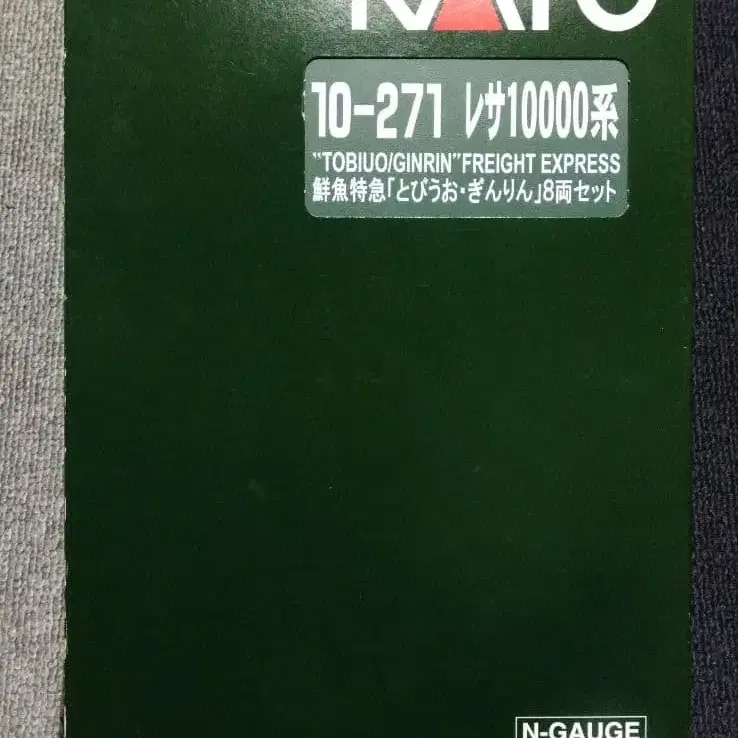 KATO
10-271 レサ10000系
"TOBIUO/GINRIN"FREIGHT EXPRESS
鮮魚特急「とびうお・ぎんりん」8両セット
N-GAUGE